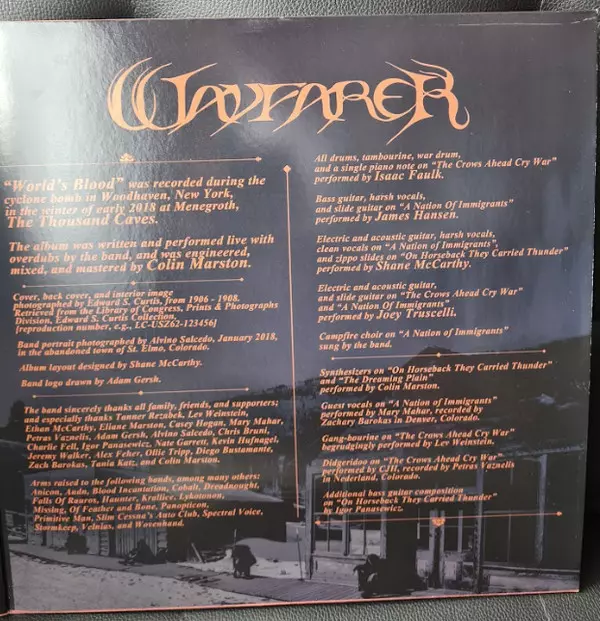 WAYFARER
"World's Blood" was recorded during the
cyclone bomb in Woodhaven, New York,
in the winter of early 2018 at Menegroth,
The Thousand Caves.
The album was written and performed live with
overdubs by the band, and was engineered,
mixed, and mastered by Colin Marston.
Cover, back cover, and interior image
photographed by Edward S. Curtis, from 1906 - 1908.
Retrieved from the Library of Congress, Prints & Photographs
Division, Edward S. Curtis Collection,
[reproduction number, e.g., LC-USZ62-123456]
Band portrait photographed by Alvino Salcedo, January 2018,
in the abandoned town of St. Elmo, Colorado.
Album layout designed by Shane McCarthy.
Band logo drawn by Adam Gersh.
The band sincerely thanks all family, friends, and supporters;
and especially thanks Tanner Rezabek, Lev Weinstein,
Ethan McCarthy, Eliane Marston, Casey Hogan, Mary Mahar,
Petras Vaznelis, Adam Gersh, Alvino Salcedo, Chris Bruni,
Charlie Fell, Igor Panasewicz, Nate Garrett, Kevin Hufnagel,
Jeremy Walker, Alex Feher, Ollie Tripp, Diego Bustamante,
Zach Barokas, Tania Katz, and Colin Marston.
Arms raised to the following bands, among many others:
Anicon, Audn, Blood Incantation, Cobalt, Dreadnought,
Falls Of Rauros, Haunter, Krallice, Lykotonon,
Missing, Of Feather and Bone, Panopticon,
Primitive Man, Slim Cessna's Auto Club, Spectral Voice,
Stormkeep, Velnias, and Wovenhand.
All drums, tambourine, war drum,
and a single piano note on "The Crows Ahead Cry War"
performed by Isaac Faulk.
Bass guitar, harsh vocals,
and slide guitar on "A Nation Of Immigrants"
performed by James Hansen.
Electric and acoustic guitar, harsh vocals,
clean vocals on "A Nation of Immigrants",
and zippo slides on "On Horseback They Carried Thunder"
performed by Shane McCarthy.
Electric and acoustic guitar,
and slide guitar on "The Crows Ahead Cry War"
and "A Nation of Immigrants"
performed by Joey Truscelli.
Campfire choir on "A Nation of Immigrants"
sung by the band.
Synthesizers on "On Horseback They Carried Thunder"
and "The Dreaming Plain"
performed by Colin Marston.
Guest vocals on "A Nation of Immigrants"
performed by Mary Mahar, recorded by
Zachary Barokas in Denver, Colorado.
Gang-bourine on "The Crows Ahead Cry War"
begrudgingly performed by Lev Weinstein.
Didgeridoo on "The Crows Ahead Cry War"
performed by CJH, recorded by Petras Vaznelis
in Nederland, Colorado.
Additional bass guitar composition
on "On Horseback They Carried Thunder"
by Igor Panasewicz.